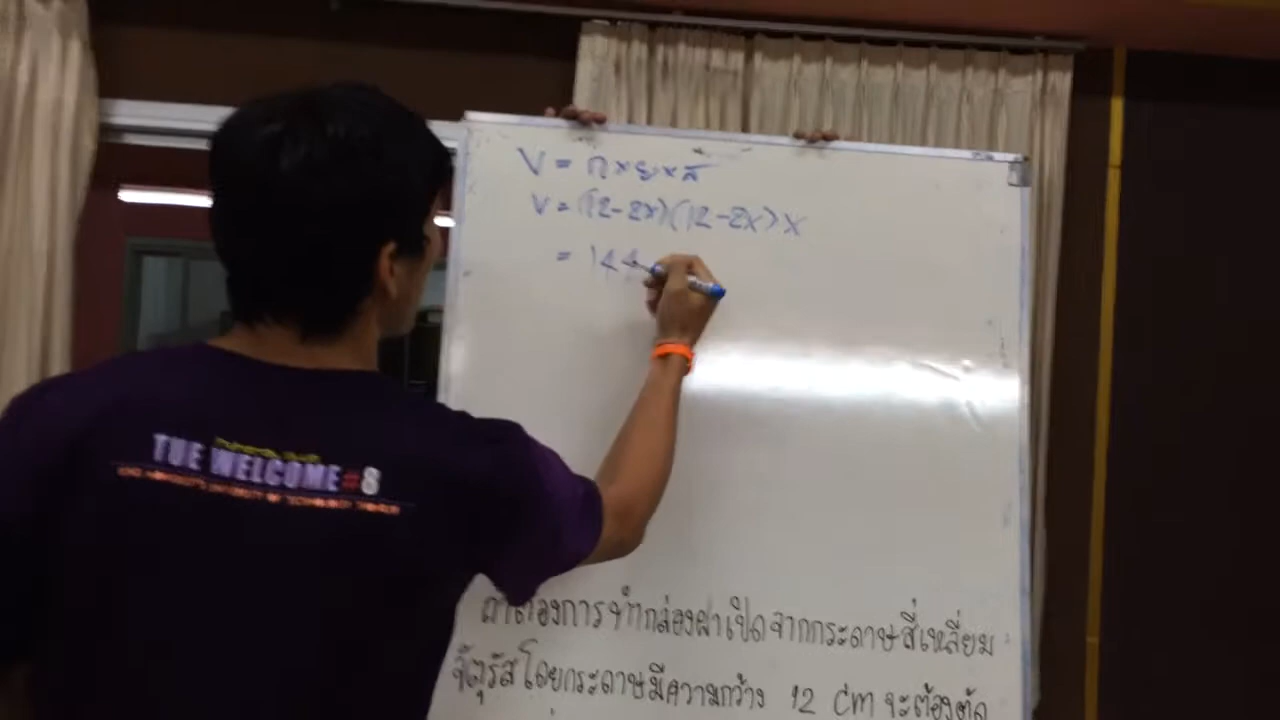 V = ก×ย×ส
V = (12-2x)(12-2x)x
= 144
TUE WELCOME#8
ถ้าต้องการทำกล่องฝาเปิดจากกระดาษสี่เหลี่ยม
จัตุรัสโดยกระดาษมีความกว้าง 12 cm จะต้องตัด